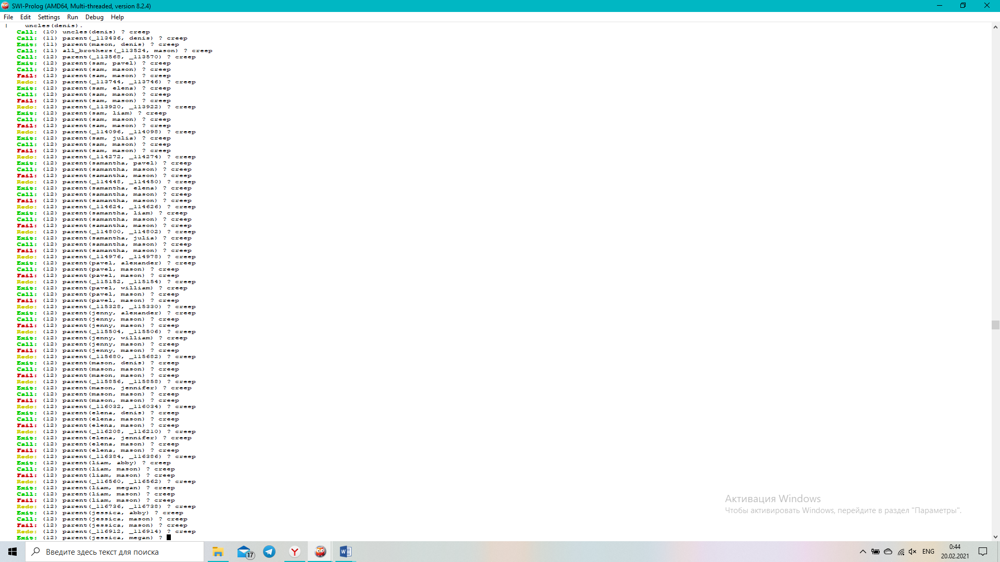 SWI-Prolog (AMD64, Multi-threaded, version 8.2.4)
File Edit Settings Run Debug Help
| uncles(denis).
Call: (10) uncles(denis) ? creep
Call: (11) parent(_113436, denis) ? creep
Exit: (11) parent(mason, denis) ? creep
Call: (11) all_brothers(_113524, mason) ? creep
Call: (12) parent(_113568, _113570) ? creep
Exit: (12) parent(sam, pavel) ? creep
Call: (12) parent(sam, mason) ? creep
Fail: (12) parent(sam, mason) ? creep
Redo: (12) parent(_113744, _113746) ? creep
Exit: (12) parent(sam, elena) ? creep
Call: (12) parent(sam, mason) ? creep
Fail: (12) parent(sam, mason) ? creep
Redo: (12) parent(_113920, _113922) ? creep
Exit: (12) parent(sam, liam) ? creep
Call: (12) parent(sam, mason) ? creep
Fail: (12) parent(sam, mason) ? creep
Redo: (12) parent(_114096, _114098) ? creep
Exit: (12) parent(sam, julia) ? creep
Call: (12) parent(sam, mason) ? creep
Fail: (12) parent(sam, mason) ? creep
Redo: (12) parent(_114272, _114274) ? creep
Exit: (12) parent(samantha, pavel) ? creep
Call: (12) parent(samantha, mason) ? creep
Fail: (12) parent(samantha, mason) ? creep
Redo: (12) parent(_114448, _114450) ? creep
Exit: (12) parent(samantha, elena) ? creep
Call: (12) parent(samantha, mason) ? creep
Fail: (12) parent(samantha, mason) ? creep
Redo: (12) parent(_114624, _114626) ? creep
Exit: (12) parent(samantha, liam) ? creep
Call: (12) parent(samantha, mason) ? creep
Fail: (12) parent(samantha, mason) ? creep
Redo: (12) parent(_114800, _114802) ? creep
Exit: (12) parent(samantha, julia) ? creep
Call: (12) parent(samantha, mason) ? creep
Fail: (12) parent(samantha, mason) ? creep
Redo: (12) parent(_114976, _114978) ? creep
Exit: (12) parent(pavel, alexander) ? creep
Call: (12) parent(pavel, mason) ? creep
Fail: (12) parent(pavel, mason) ? creep
Redo: (12) parent(_115152, _115154) ? creep
Exit: (12) parent(pavel, william) ? creep
Call: (12) parent(pavel, mason) ? creep
Fail: (12) parent(pavel, mason) ? creep
Redo: (12) parent(_115328, _115330) ? creep
Exit: (12) parent(jenny, alexander) ? creep
Call: (12) parent(jenny, mason) ? creep
Fail: (12) parent(jenny, mason) ? creep
Redo: (12) parent(_115504, _115506) ? creep
Exit: (12) parent(jenny, william) ? creep
Call: (12) parent(jenny, mason) ? creep
Fail: (12) parent(jenny, mason) ? creep
Redo: (12) parent(_115680, _115682) ? creep
Exit: (12) parent(mason, denis) ? creep
Call: (12) parent(mason, mason) ? creep
Fail: (12) parent(mason, mason) ? creep
Redo: (12) parent(_115856, _115858) ? creep
Exit: (12) parent(mason, jennifer) ? creep
Call: (12) parent(mason, mason) ? creep
Fail: (12) parent(mason, mason) ? creep
Redo: (12) parent(_116032, _116034) ? creep
Exit: (12) parent(elena, denis) ? creep
Call: (12) parent(elena, mason) ? creep
Fail: (12) parent(elena, mason) ? creep
Redo: (12) parent(_116208, _116210) ? creep
Exit: (12) parent(elena, jennifer) ? creep
Call: (12) parent(elena, mason) ? creep
Fail: (12) parent(elena, mason) ? creep
Redo: (12) parent(_116384, _116386) ? creep
Exit: (12) parent(liam, abby) ? creep
Call: (12) parent(liam, mason) ? creep
Fail: (12) parent(liam, mason) ? creep
Redo: (12) parent(_116560, _116562) ? creep
Exit: (12) parent(liam, megan) ? creep
Call: (12) parent(liam, mason) ? creep
Fail: (12) parent(liam, mason) ? creep
Redo: (12) parent(_116736, _116738) ? creep
Exit: (12) parent(jessica, abby) ? creep
Call: (12) parent(jessica, mason) ? creep
Fail: (12) parent(jessica, mason) ? creep
Redo: (12) parent(_116912, _116914) ? creep
Exit: (12) parent(jessica, megan) ?
Активация Windows
Чтобы активировать Windows, перейдите в раздел "Параметры".
Введите здесь текст для поиска
17
ENG
0:44
20.02.2021